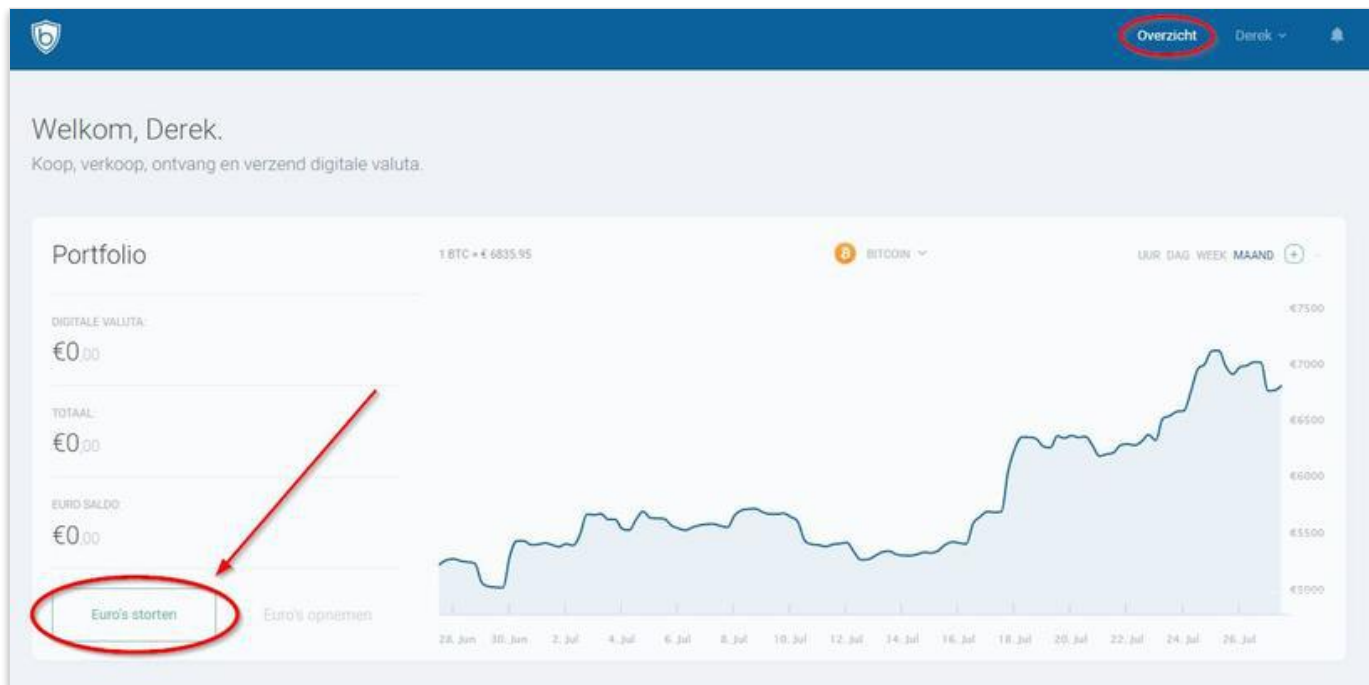 Overzicht Derek
Welkom, Derek.
Koop, verkoop, ontvang en verzend digitale valuta.
Portfolio
1 BTC = € 6835.95
BITCOIN
UUR DAG WEEK MAAND
DIGITALE VALUTA:
€0,00
TOTAAL:
€0,00
EURO SALDO:
€0,00
Euro's storten
Euro's opnemen
€7500
€7000
€6500
€6000
€5500
€5000
28. Jun 30. Jun 2. Jul 4. Jul 6. Jul 8. Jul 10. Jul 12. Jul 14. Jul 16. Jul 18. Jul 20. Jul 22. Jul 24. Jul 26. Jul